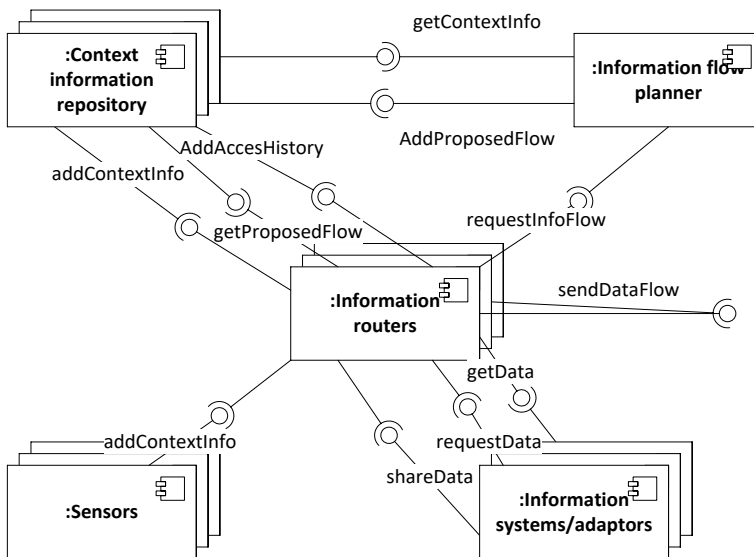 getContextInfo
:Context
information
repository
:Information flow
planner
AddAccesHistory
AddProposedFlow
addContextInfo
getProposedFlow
requestInfoFlow
:Information
routers
sendDataFlow
getData
addContextInfo
requestData
shareData
:Sensors
:Information
systems/adaptors